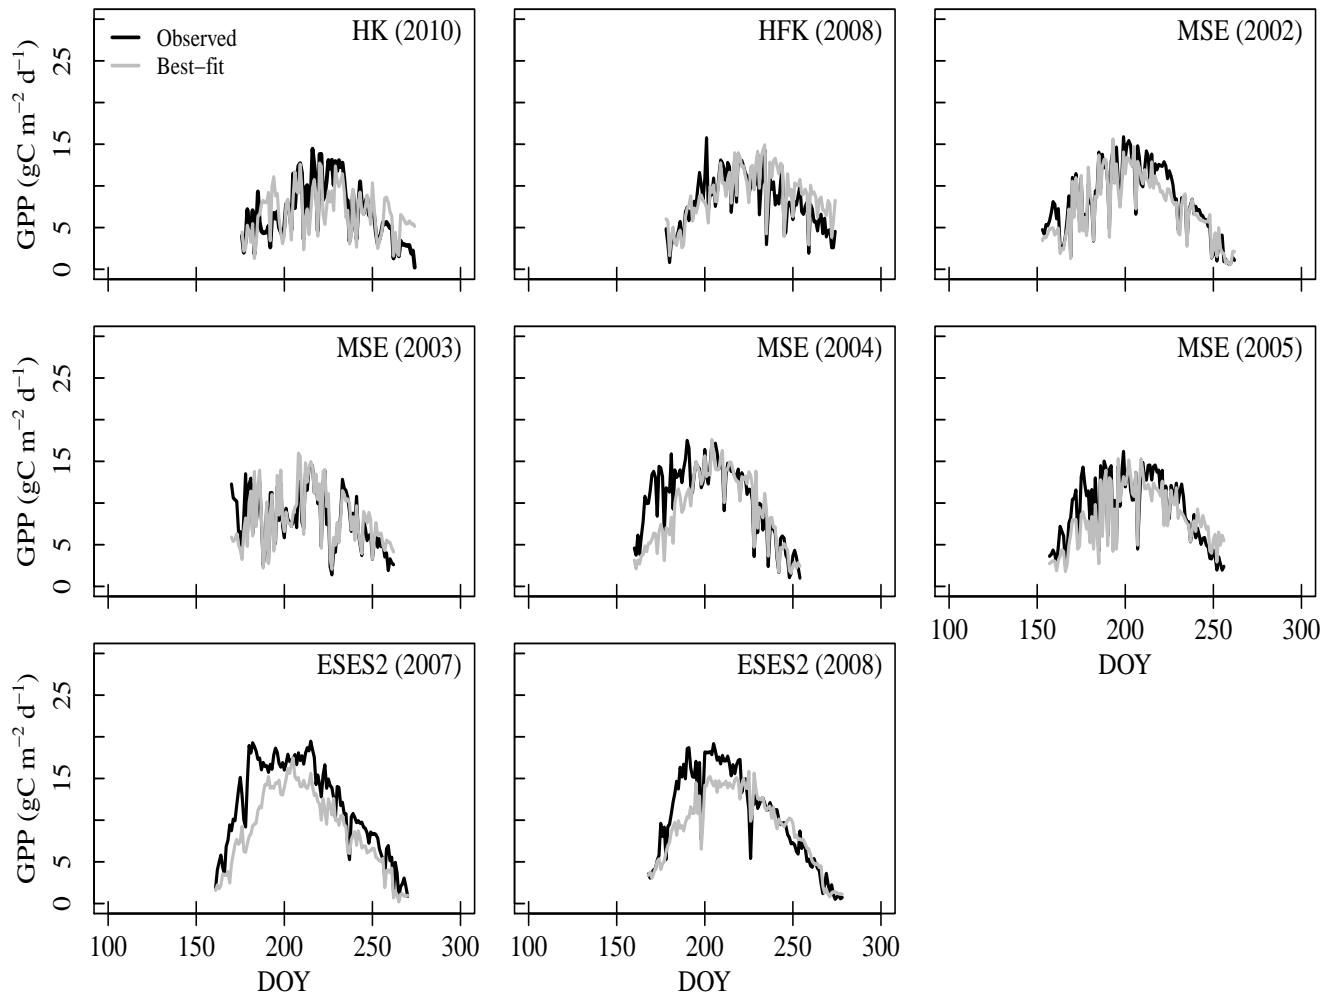 HK (2010)
HFK (2008)
MSE (2002)
Observed
Best−fit
GPP (gC m−2 d−1)
0 5 15 25
MSE (2003)
MSE (2004)
MSE (2005)
GPP (gC m−2 d−1)
0 5 15 25
100 150 200 250 300
DOY
ESES2 (2007)
ESES2 (2008)
GPP (gC m−2 d−1)
0 5 15 25
100 150 200 250 300
100 150 200 250 300
DOY
DOY